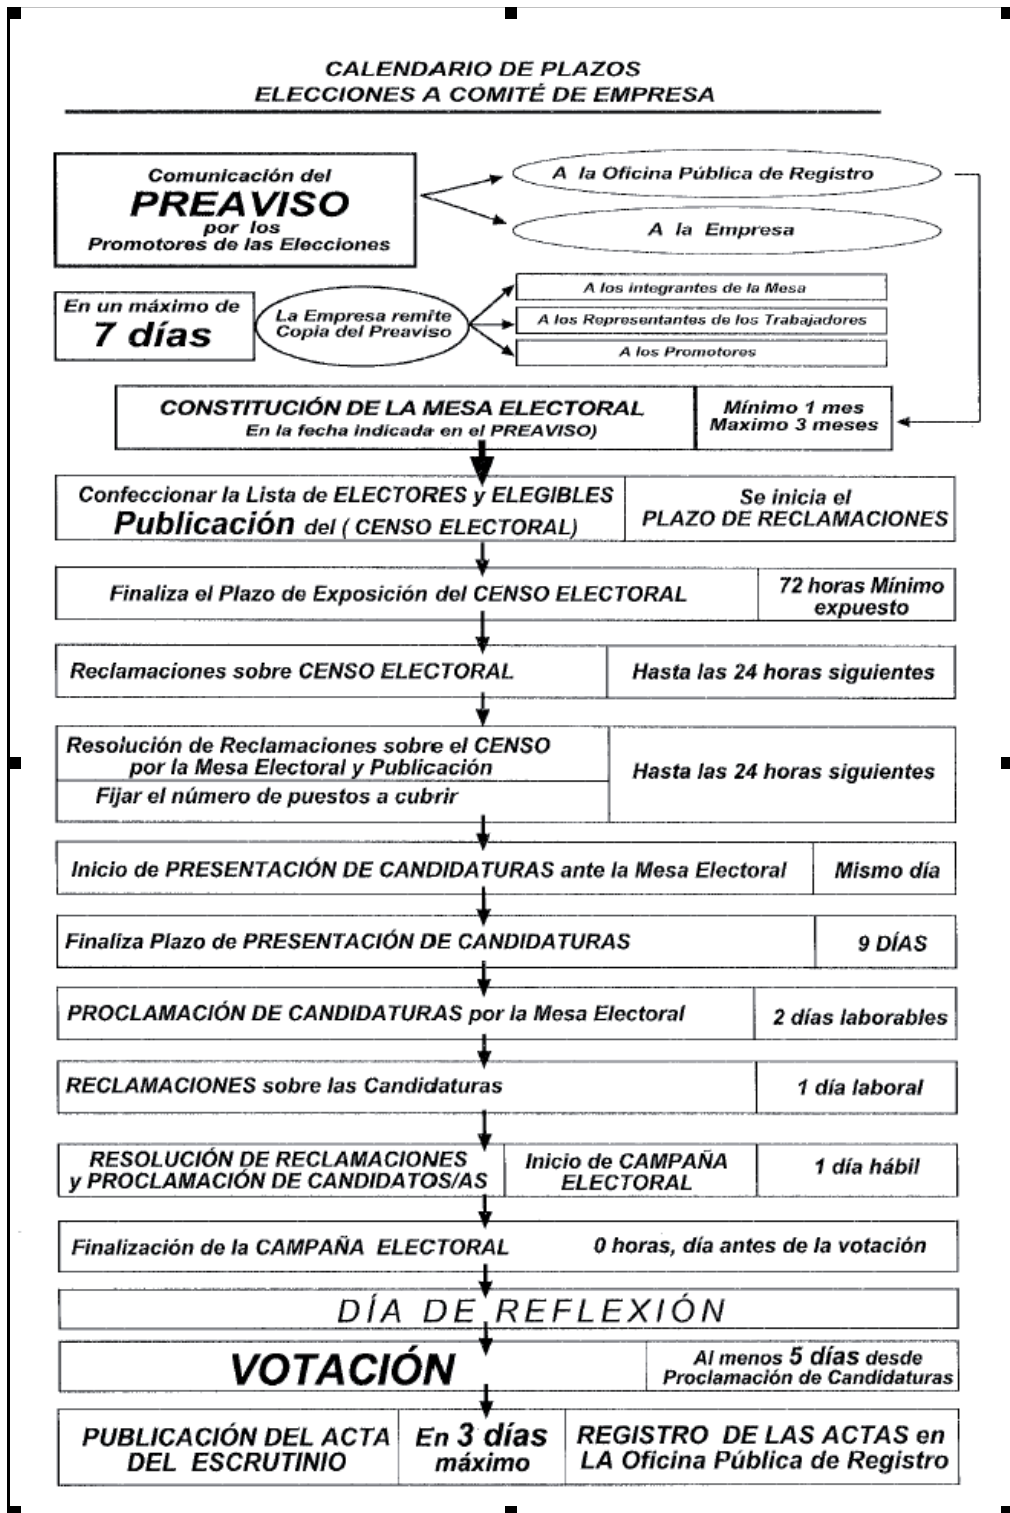 CALENDARIO DE PLAZOS
ELECCIONES A COMITÉ DE EMPRESA
Comunicación del
PREAVISO
por los
Promotores de las Elecciones
A la Oficina Pública de Registro
A la Empresa
En un máximo de
7 días
La Empresa remite
Copia del Preaviso
A los integrantes de la Mesa
A los Representantes de los Trabajadores
A los Promotores
CONSTITUCIÓN DE LA MESA ELECTORAL
En la fecha indicada en el PREAVISO)
Mínimo 1 mes
Maximo 3 meses
Confeccionar la Lista de ELECTORES y ELEGIBLES
Publicación del ( CENSO ELECTORAL)
Se inicia el
PLAZO DE RECLAMACIONES
Finaliza el Plazo de Exposición del CENSO ELECTORAL
72 horas Mínimo
expuesto
Reclamaciones sobre CENSO ELECTORAL
Hasta las 24 horas siguientes
Resolución de Reclamaciones sobre el CENSO
por la Mesa Electoral y Publicación
Fijar el número de puestos a cubrir
Hasta las 24 horas siguientes
Inicio de PRESENTACIÓN DE CANDIDATURAS ante la Mesa Electoral
Mismo día
Finaliza Plazo de PRESENTACIÓN DE CANDIDATURAS
9 DÍAS
PROCLAMACIÓN DE CANDIDATURAS por la Mesa Electoral
2 días laborables
RECLAMACIONES sobre las Candidaturas
1 día laboral
RESOLUCIÓN DE RECLAMACIONES
y PROCLAMACIÓN DE CANDIDATOS/AS
Inicio de CAMPAÑA
ELECTORAL
1 día hábil
Finalización de la CAMPAÑA ELECTORAL
0 horas, día antes de la votación
DÍA DE REFLEXIÓN
VOTACIÓN
Al menos 5 días desde
Proclamación de Candidaturas
PUBLICACIÓN DEL ACTA
DEL ESCRUTINIO
En 3 días
máximo
REGISTRO DE LAS ACTAS en
LA Oficina Pública de Registro